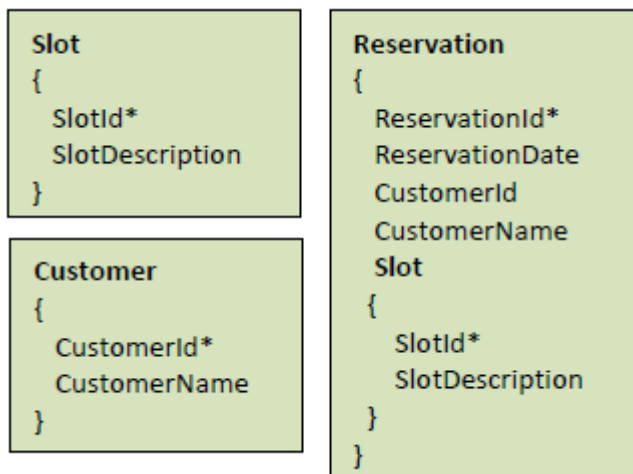 Slot
{
SlotId*
SlotDescription
}
Customer
{
CustomerId*
CustomerName
}
Reservation
{
ReservationId*
ReservationDate
CustomerId
CustomerName
Slot
{
SlotId*
SlotDescription
}
}